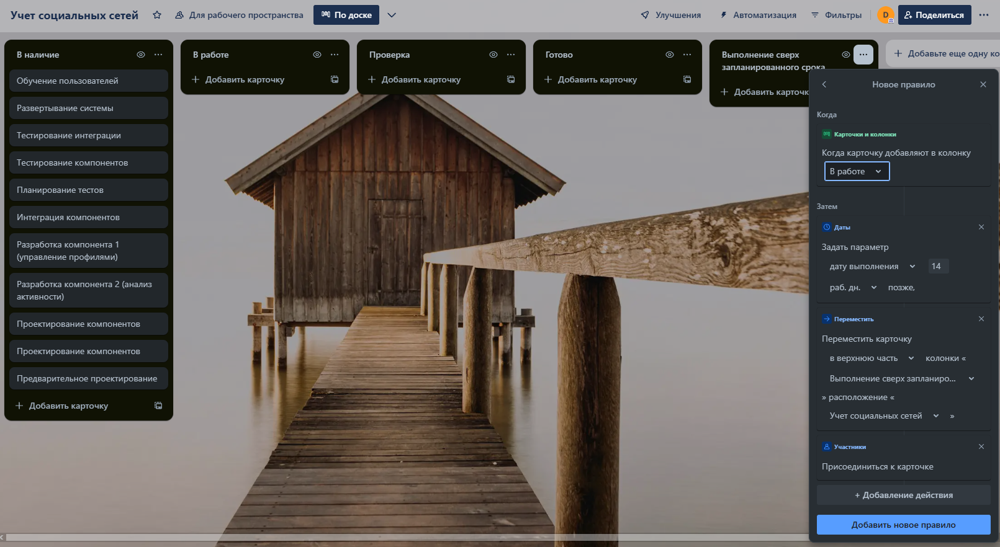 Учет социальных сетей
Для рабочего пространства
По доске
Улучшения
Автоматизация
Фильтры
D
Поделиться
В наличие
Обучение пользователей
Развертывание системы
Тестирование интеграции
Тестирование компонентов
Планирование тестов
Интеграция компонентов
Разработка компонента 1
(управление профилями)
Разработка компонента 2 (анализ
активности)
Проектирование компонентов
Проектирование компонентов
Предварительное проектирование
+ Добавить карточку
В работе
+ Добавить карточку
Проверка
+ Добавить карточку
Готово
+ Добавить карточку
Выполнение сверх
запланированного срока
+ Добавить карточк
+ Добавьте еще одну ко
Новое правило
Когда
Карточки и колонки
Когда карточку добавляют в колонку
В работе
Затем
Даты
Задать параметр
дату выполнения 14
раб. дн. позже,
Переместить
Переместить карточку
в верхнюю часть колонки «
Выполнение сверх запланиро...
» расположение «
Учет социальных сетей »
Участники
Присоединиться к карточке
+ Добавление действия
Добавить новое правило